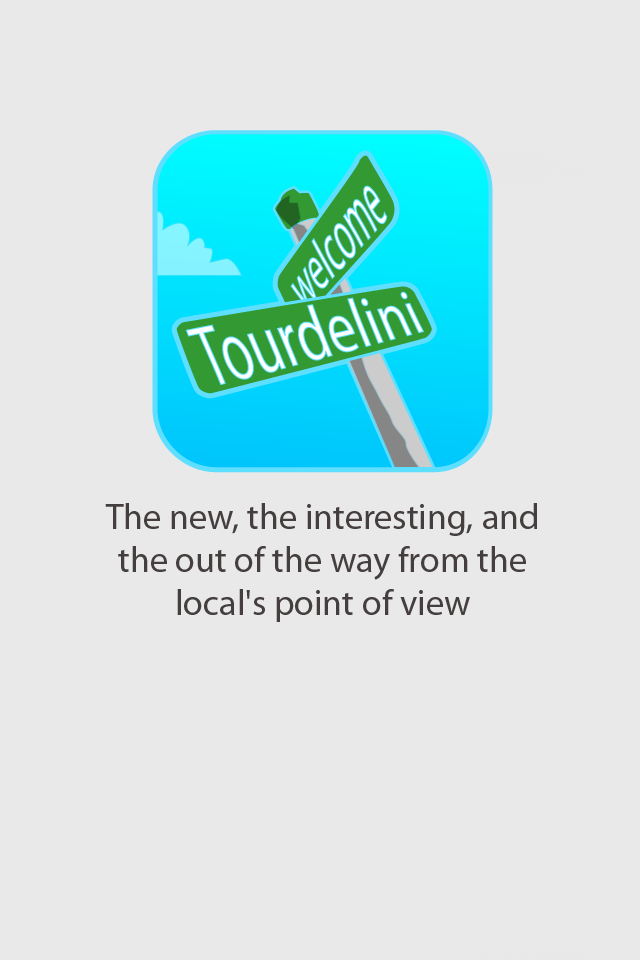 welcome
Tourdelini
The new, the interesting, and
the out of the way from the
local's point of view